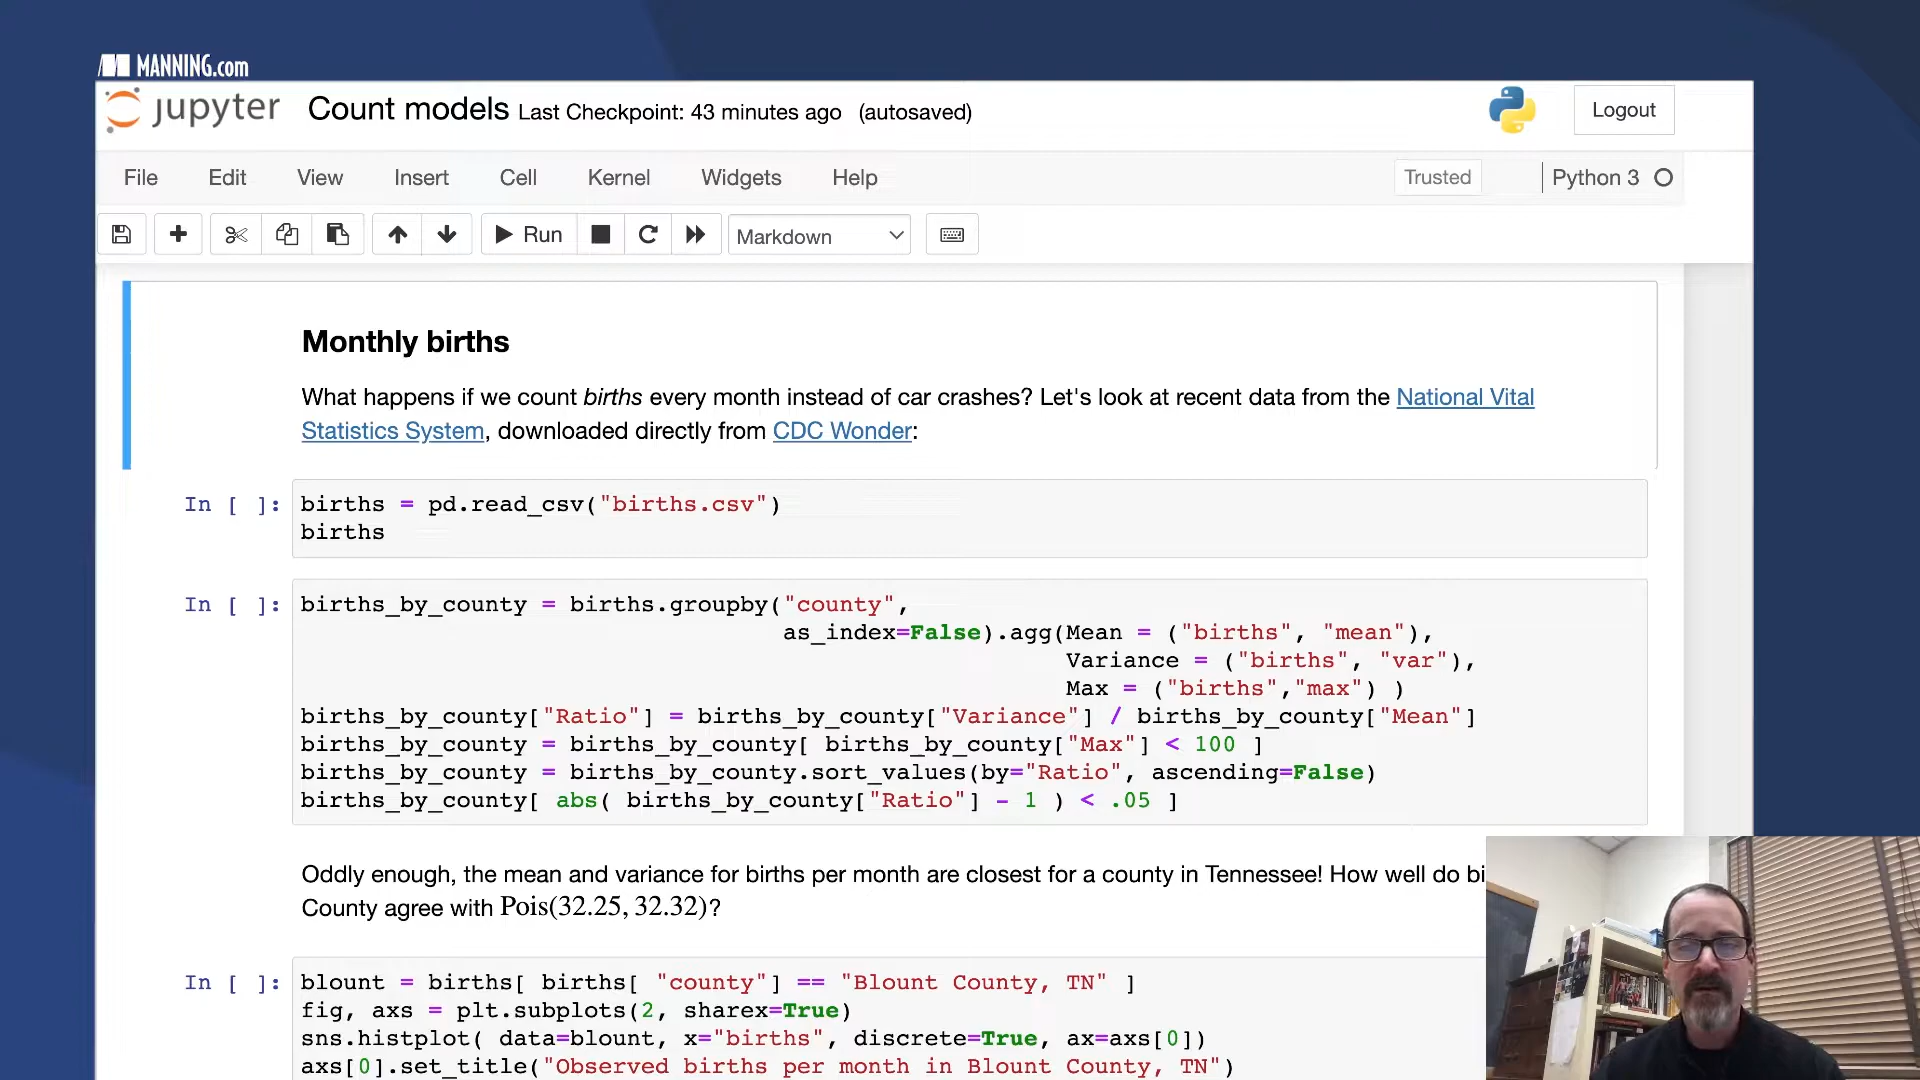 MANNING.com
jupyter Count models Last Checkpoint: 43 minutes ago (autosaved) Logout
File Edit View Insert Cell Kernel Widgets Help Trusted Python 3
Run Markdown
Monthly births
What happens if we count births every month instead of car crashes? Let's look at recent data from the National Vital
Statistics System, downloaded directly from CDC Wonder:
In [ ]: births = pd.read_csv("births.csv")
births
In [ ]: births_by_county = births.groupby("county",
as_index=False).agg(Mean = ("births", "mean"),
Variance = ("births", "var"),
Max = ("births","max") )
births_by_county["Ratio"] = births_by_county["Variance"] / births_by_county["Mean"]
births_by_county = births_by_county[ births_by_county["Max"] < 100 ]
births_by_county = births_by_county.sort_values(by="Ratio", ascending=False)
births_by_county[ abs( births_by_county["Ratio"] - 1 ) < .05 ]
Oddly enough, the mean and variance for births per month are closest for a county in Tennessee! How well do bi
County agree with Pois(32.25, 32.32)?
In [ ]: blount = births[ births[ "county"] == "Blount County, TN" ]
fig, axs = plt.subplots(2, sharex=True)
sns.histplot( data=blount, x="births", discrete=True, ax=axs[0])
axs[0].set_title("Observed births per month in Blount County, TN")